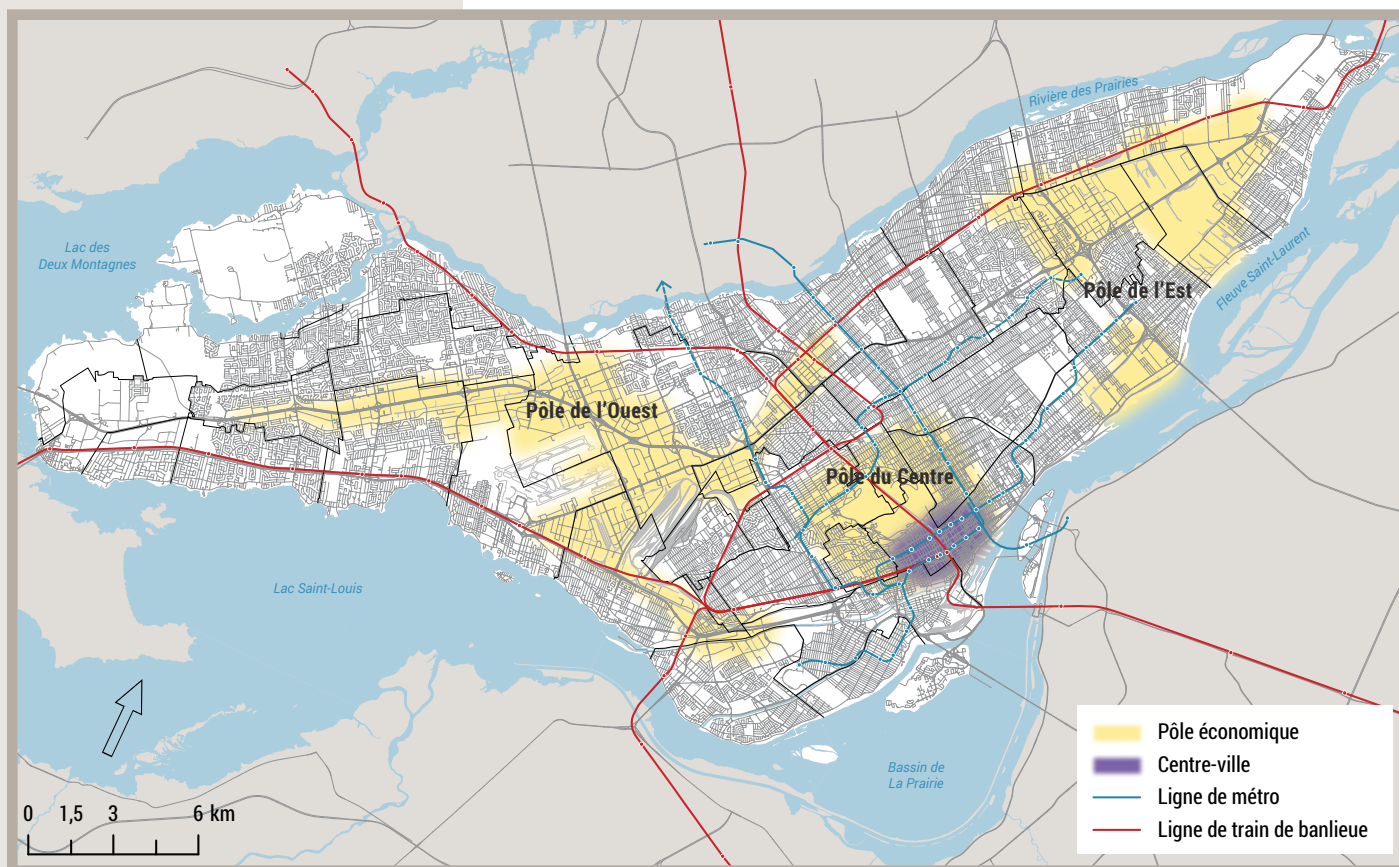 Rivière des Prairies
Lac des
Deux Montagnes
Fleuve Saint-Laurent
Pôle de l'Est
Pôle de l'Ouest
Pôle du Centre
Lac Saint-Louis
Bassin de
La Prairie
0 1,5 3 6 km
Pôle économique
Centre-ville
Ligne de métro
Ligne de train de banlieue